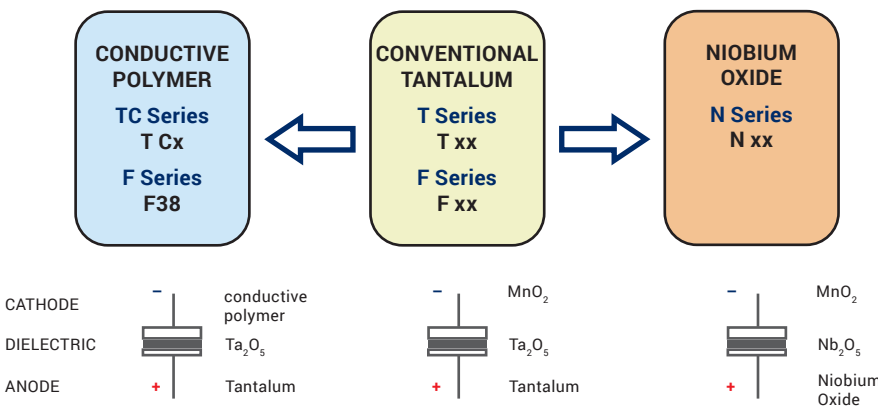 CONDUCTIVE
POLYMER
TC Series
T Cx
F Series
F38
CONVENTIONAL
TANTALUM
T Series
T xx
F Series
F xx
NIOBIUM
OXIDE
N Series
N xx
CATHODE
DIELECTRIC
ANODE
–
conductive
polymer
Ta₂O₅
+
Tantalum
–
MnO₂
Ta₂O₅
+
Tantalum
–
MnO₂
Nb₂O₅
+
Niobium
Oxide